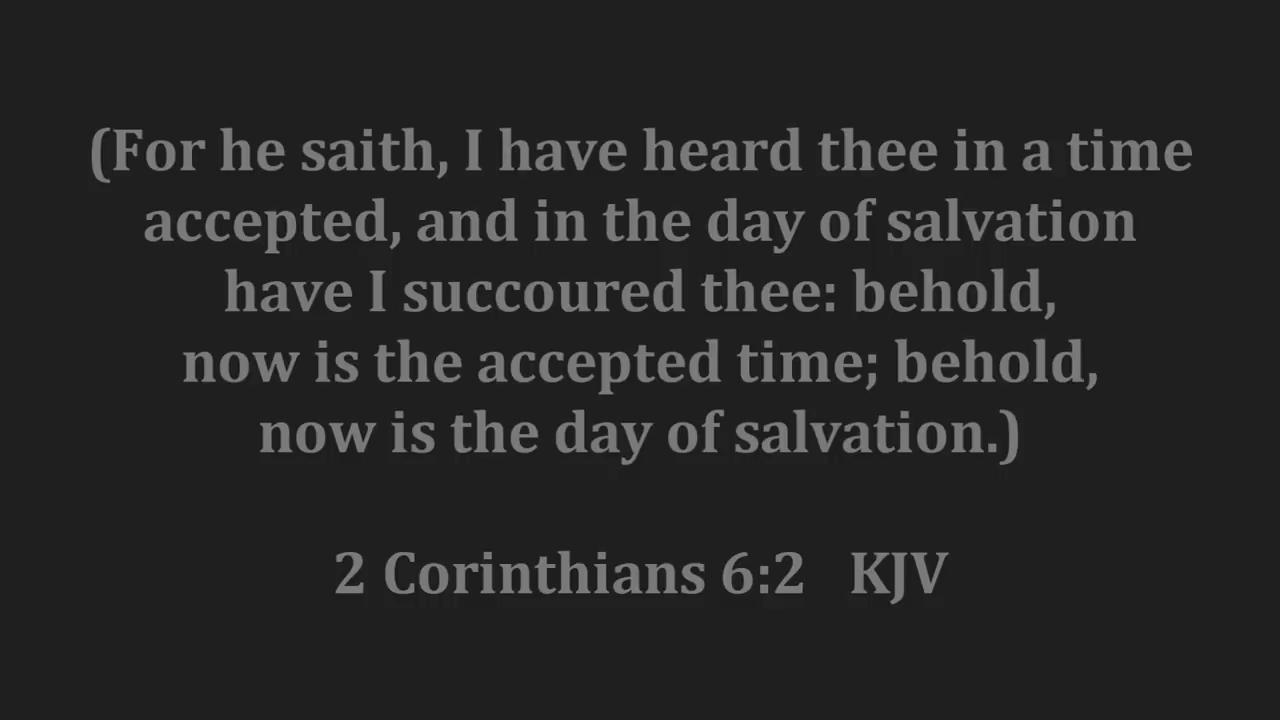 (For he saith, I have heard thee in a time
accepted, and in the day of salvation
have I succoured thee: behold,
now is the accepted time; behold,
now is the day of salvation.)
2 Corinthians 6:2 KJV